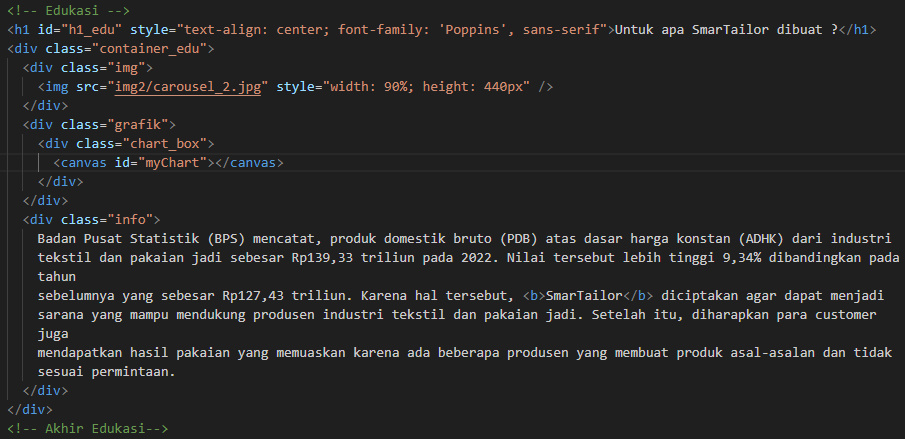 <!-- Edukasi -->
<h1 id="h1_edu" style="text-align: center; font-family: 'Poppins', sans-serif">Untuk apa SmarTailor dibuat ?</h1>
<div class="container_edu">
<div class="img">
<img src="img2/carousel_2.jpg" style="width: 90%; height: 440px" />
</div>
<div class="grafik">
<div class="chart_box">
<canvas id="myChart"></canvas>
</div>
</div>
<div class="info">
Badan Pusat Statistik (BPS) mencatat, produk domestik bruto (PDB) atas dasar harga konstan (ADHK) dari industri
tekstil dan pakaian jadi sebesar Rp139,33 triliun pada 2022. Nilai tersebut lebih tinggi 9,34% dibandingkan pada
tahun
sebelumnya yang sebesar Rp127,43 triliun. Karena hal tersebut, <b>SmarTailor</b> diciptakan agar dapat menjadi
sarana yang mampu mendukung produsen industri tekstil dan pakaian jadi. Setelah itu, diharapkan para customer
juga
mendapatkan hasil pakaian yang memuaskan karena ada beberapa produsen yang membuat produk asal-asalan dan tidak
sesuai permintaan.
</div>
</div>
<!-- Akhir Edukasi-->